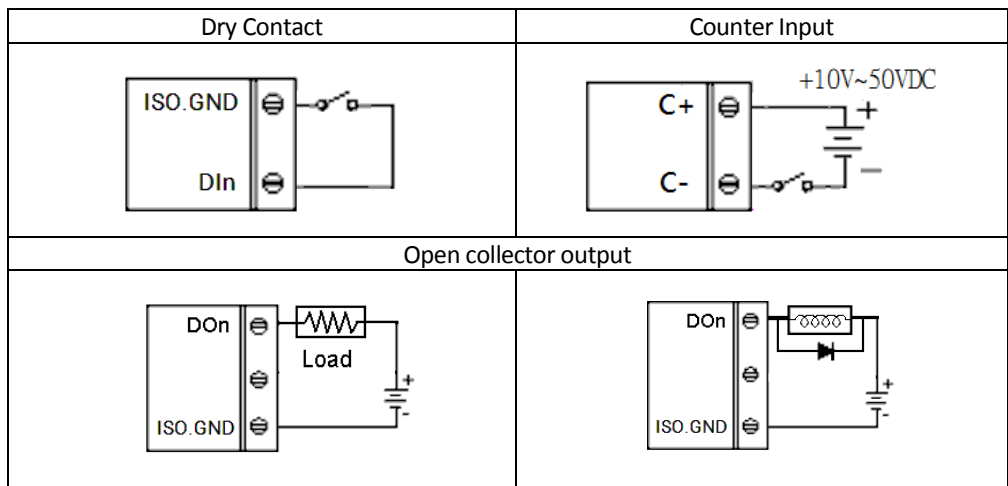 Dry Contact
Counter Input
ISO.GND
DIn
+10V~50VDC
C+
+
C-
—
Open collector output
DOn
Load
+
-
ISO.GND
DOn
+
-
ISO.GND